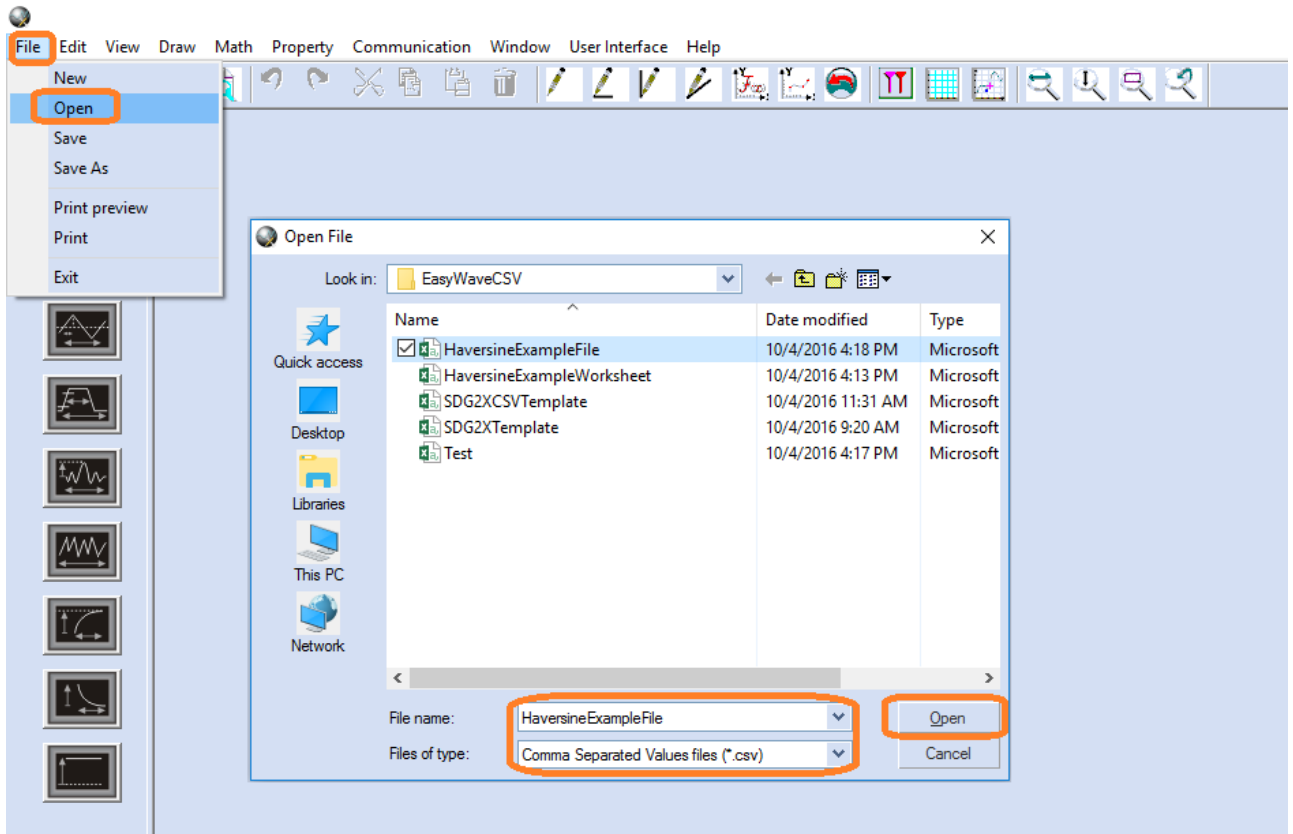 File Edit View Draw Math Property Communication Window User Interface Help
New
Open
Save
Save As
Print preview
Print
Exit
Open File
Look in: EasyWaveCSV
Name Date modified Type
HaversineExampleFile 10/4/2016 4:18 PM Microsoft
HaversineExampleWorksheet 10/4/2016 4:13 PM Microsoft
SDG2XCSVTemplate 10/4/2016 11:31 AM Microsoft
SDG2XTemplate 10/4/2016 9:20 AM Microsoft
Test 10/4/2016 4:17 PM Microsoft
Quick access
Desktop
Libraries
This PC
Network
File name: HaversineExampleFile Open
Files of type: Comma Separated Values files (*.csv) Cancel